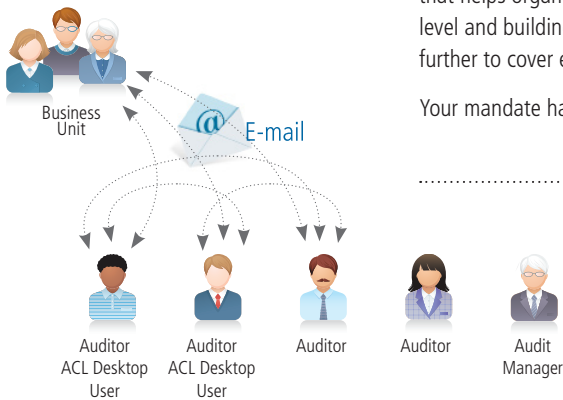 that helps organ
level and buildin
further to cover e
Your mandate ha
Business
Unit
@
E-mail
Auditor
ACL Desktop
User
Auditor
ACL Desktop
User
Auditor
Auditor
Audit
Manager